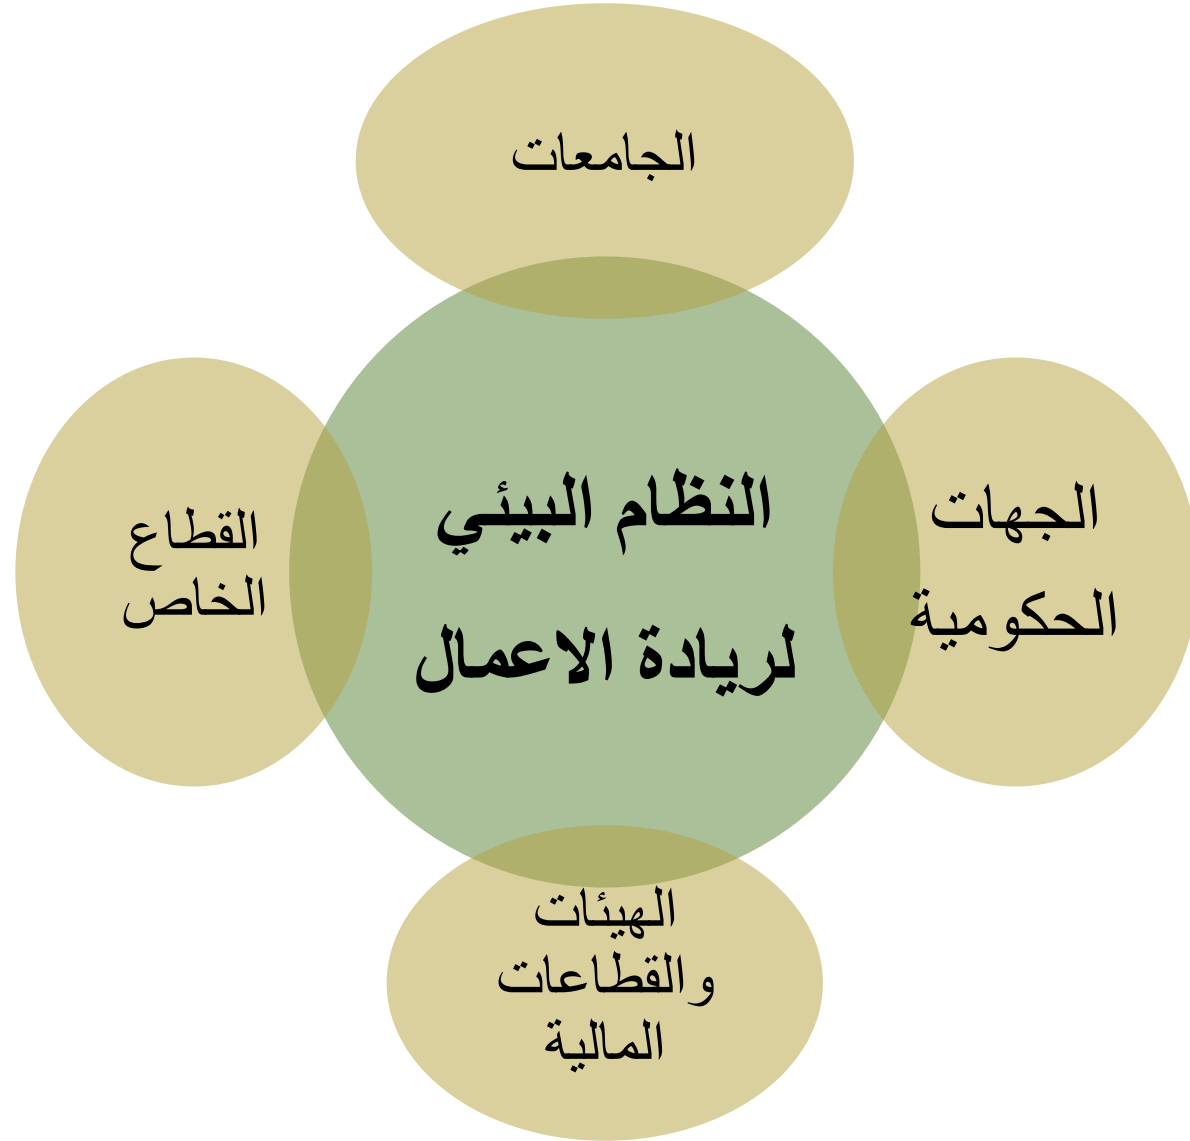 الجامعات
النظام البيئي
لريادة الاعمال
الجهات
الحكومية
القطاع
الخاص
الهيئات
والقطاعات
المالية